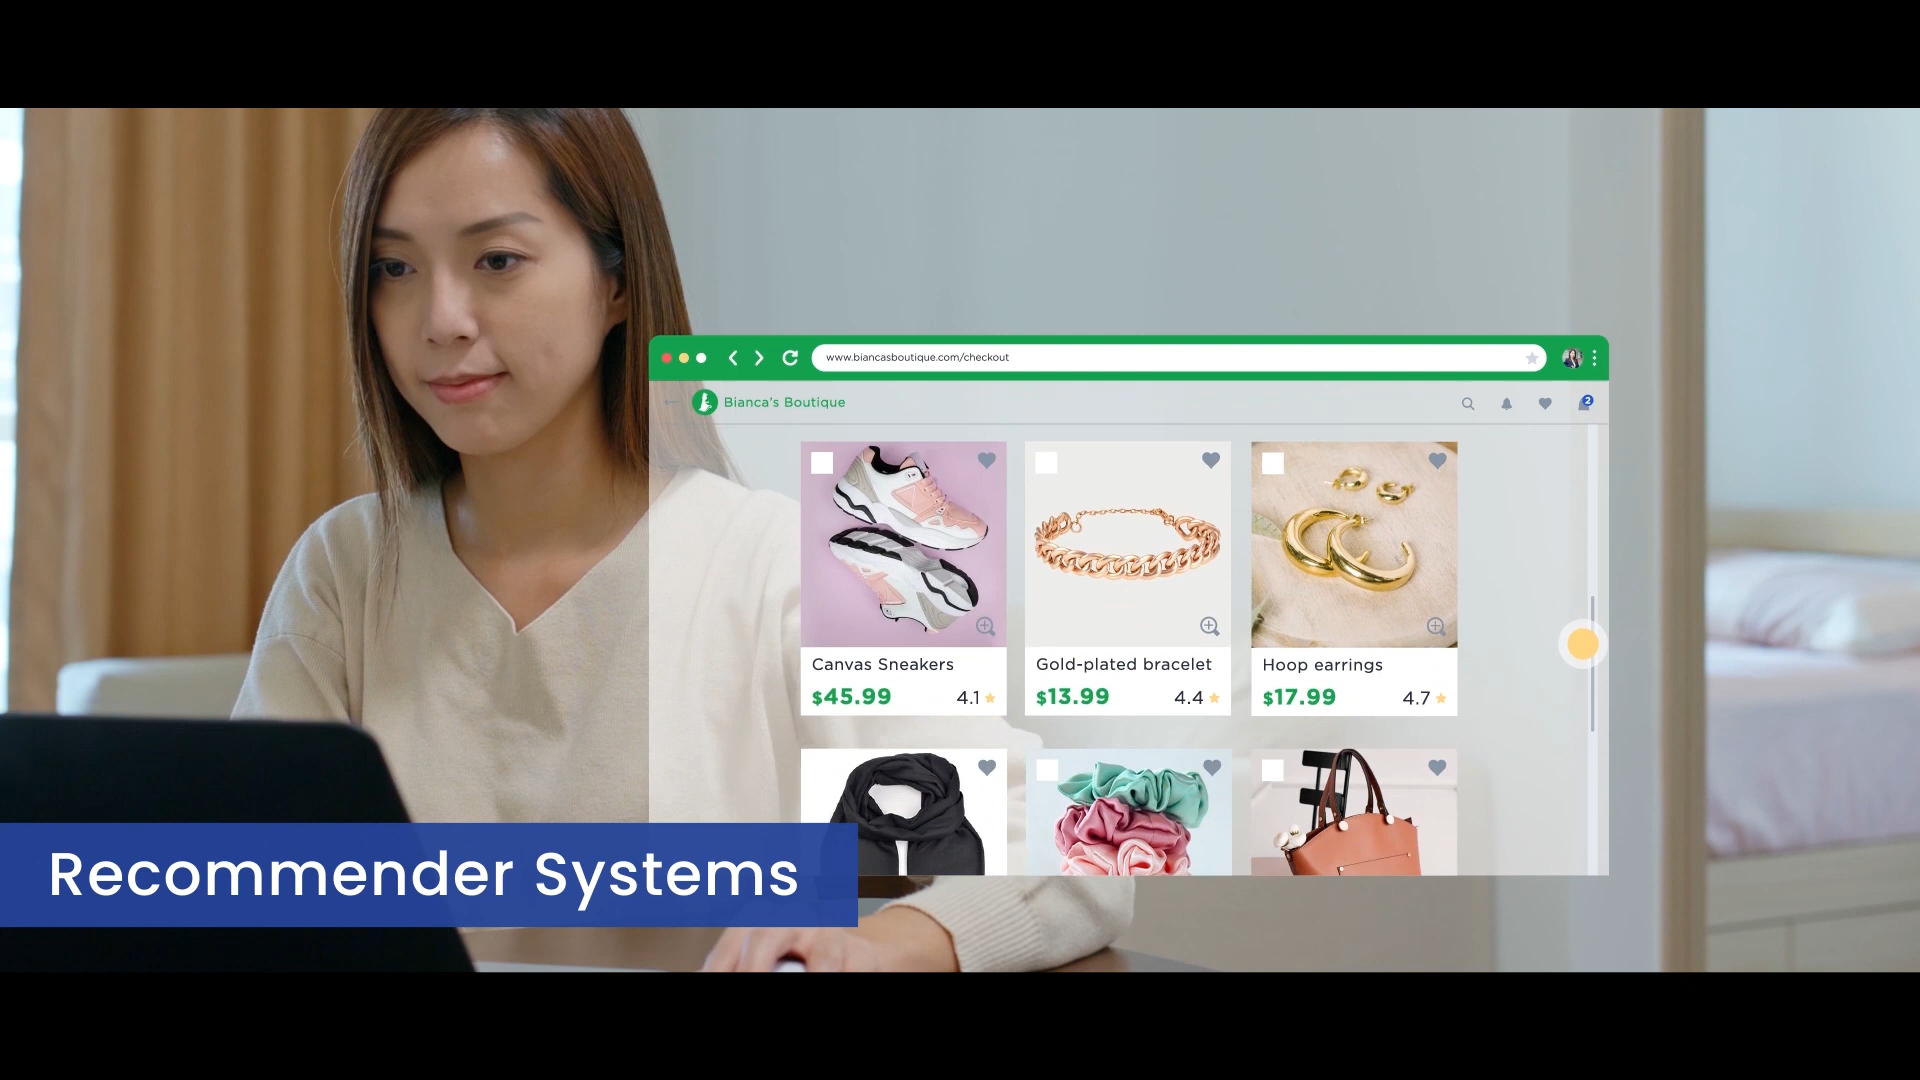 www.biancasboutique.com/checkout
Bianca's Boutique
2
Canvas Sneakers
$45.99 4.1
Gold-plated bracelet
$13.99 4.4
Hoop earrings
$17.99 4.7
Recommender Systems